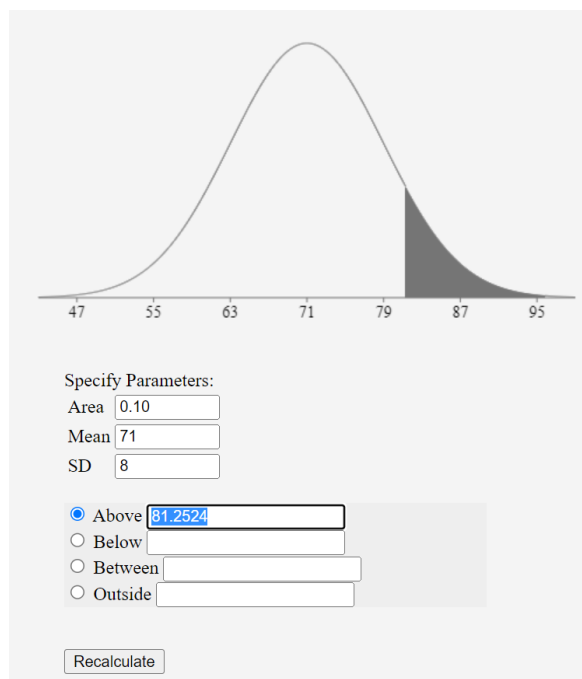 47 55 63 71 79 87 95
Specify Parameters:
Area 0.10
Mean 71
SD 8
Above 81.2524
Below
Between
Outside
Recalculate